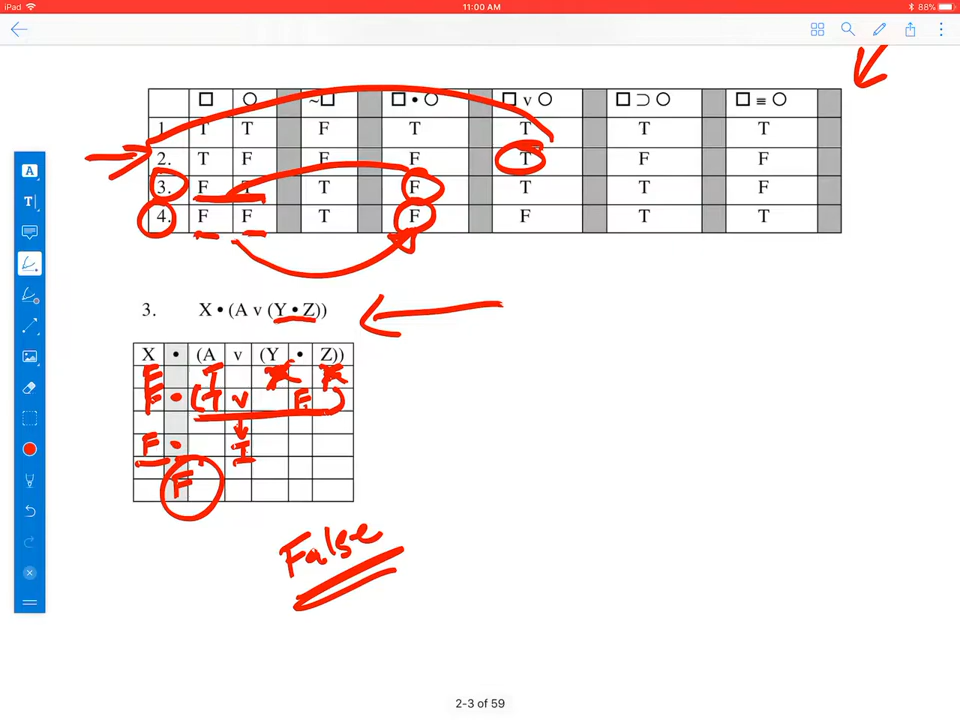 iPad 11:00 AM 88%
□ ○ ~□ □ • ○ □ v ○ □ ⊃ ○ □ ≡ ○
1. T T F T T T T
2. T F F F T F F
3. F T T F T T F
4. F F T F F T T
3. X • (A v (Y • Z))
X • (A v (Y • Z))
F T
F • (T v F)
F • T
F
False
2-3 of 59